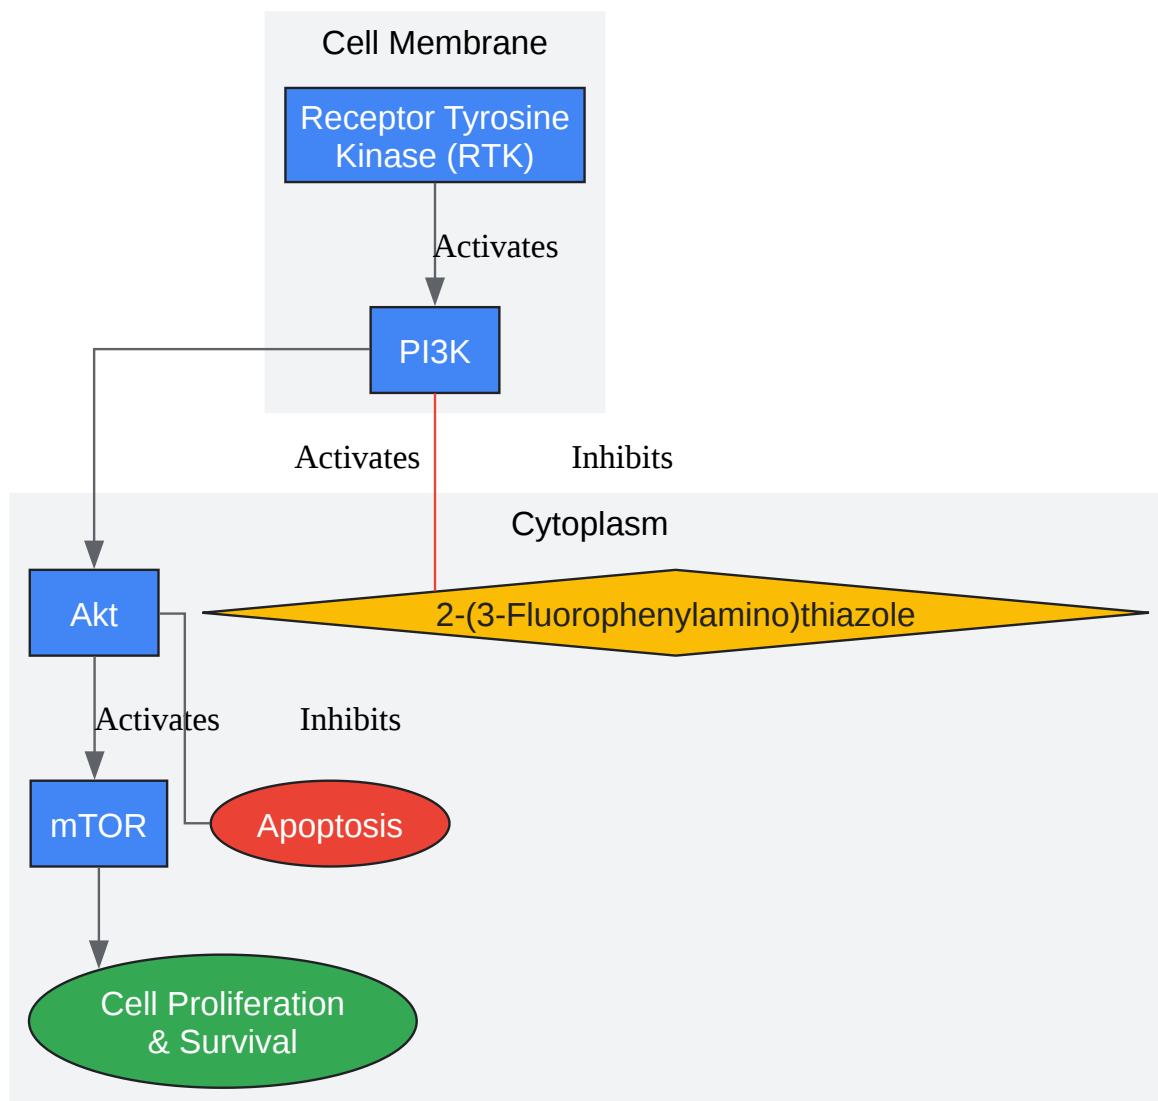 Cell Membrane
Receptor Tyrosine
Kinase (RTK)
Activates
PI3K
Activates
Inhibits
Cytoplasm
Akt
2-(3-Fluorophenylamino)thiazole
Activates
Inhibits
mTOR
Apoptosis
Cell Proliferation
& Survival